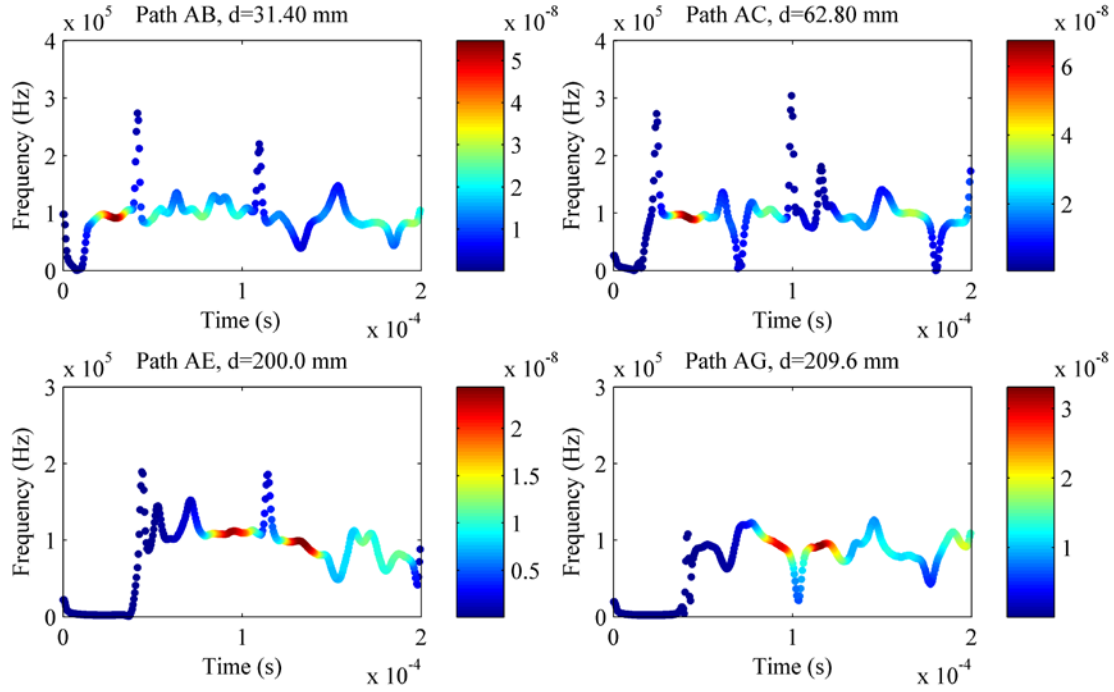 Path AB, d=31.40 mm
x 10^5
x 10^-8
Frequency (Hz)
4
3
2
1
0
0
1
2
Time (s)
x 10^-4
5
4
3
2
1
Path AC, d=62.80 mm
x 10^5
x 10^-8
Frequency (Hz)
4
3
2
1
0
0
1
2
Time (s)
x 10^-4
6
4
2
Path AE, d=200.0 mm
x 10^5
x 10^-8
Frequency (Hz)
3
2
1
0
0
1
2
Time (s)
x 10^-4
2
1.5
1
0.5
Path AG, d=209.6 mm
x 10^5
x 10^-8
Frequency (Hz)
3
2
1
0
0
1
2
Time (s)
x 10^-4
3
2
1